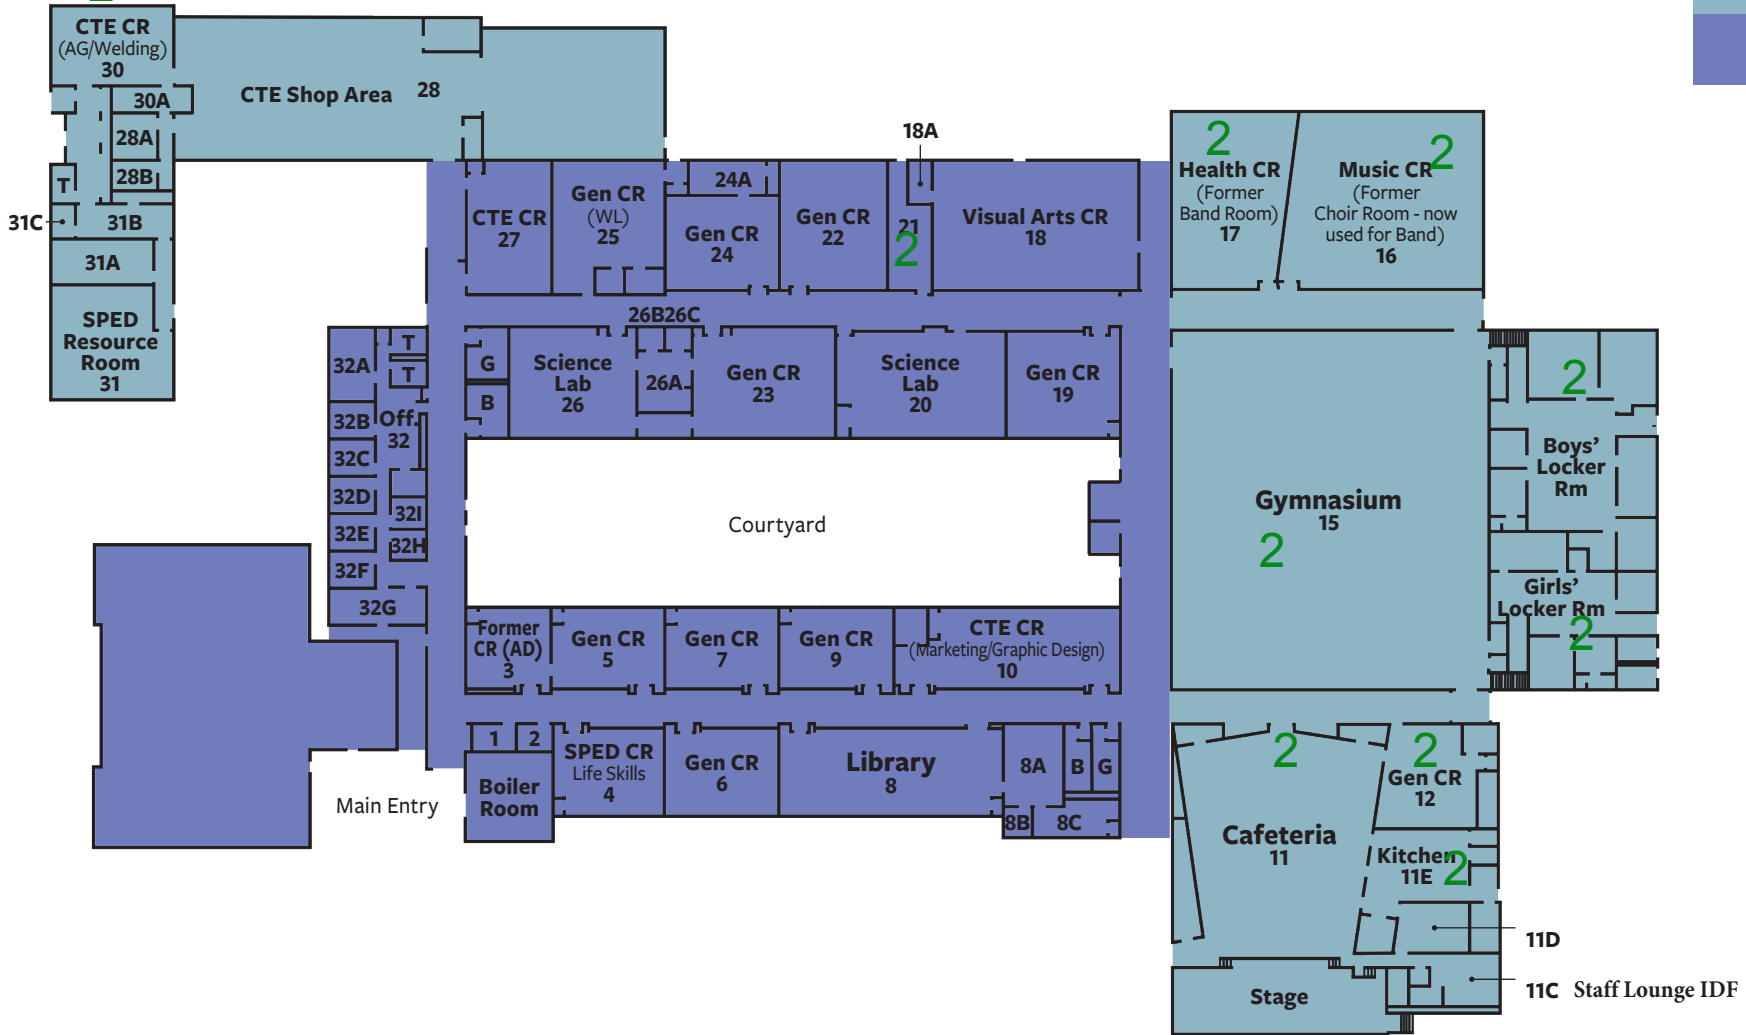 CTE CR
(AG/Welding)
30
30A
28A
28B
T
31C
31B
31A
SPED
Resource
Room
31
CTE Shop Area
28
18A
CTE CR
27
Gen CR
(WL)
25
24A
Gen CR
24
Gen CR
22
21
2
Visual Arts CR
18
2
Health CR
(Former
Band Room)
17
2
Music CR
(Former
Choir Room - now
used for Band)
16
26B
26C
G
B
Science
Lab
26
26A
Gen CR
23
Science
Lab
20
Gen CR
19
32A
T
T
32B
Off.
32
32C
32D
32I
32E
32H
32F
32G
Courtyard
Gymnasium
15
2
2
Boys'
Locker
Rm
Girls'
Locker Rm
2
Former
CR (AD)
3
Gen CR
5
Gen CR
7
Gen CR
9
CTE CR
(Marketing/Graphic Design)
10
1
2
Boiler
Room
SPED CR
Life Skills
4
Gen CR
6
Library
8
8A
B
G
8B
8C
Main Entry
2
Cafeteria
11
2
Gen CR
12
Kitchen
11E
2
11D
11C Staff Lounge IDF
Stage